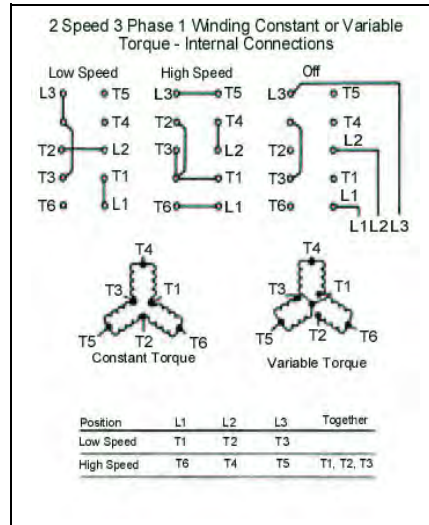 2 Speed 3 Phase 1 Winding Constant or Variable
Torque - Internal Connections
Low Speed High Speed Off
L3 T5 L3 T5 L3 T5
T4 T2 T4 T4
T2 L2 T3 L2 T2 L2
T3 T1 T1 T3 T1
T6 L1 T6 L1 T6 L1
L1 L2 L3
T4 T4
T3 T1 T3 T1
T5 T2 T6 T5 T2 T6
Constant Torque Variable Torque
Position L1 L2 L3 Together
Low Speed T1 T2 T3
High Speed T6 T4 T5 T1, T2, T3